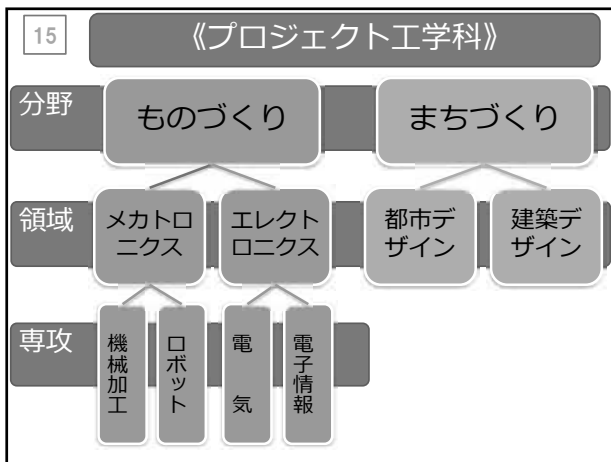 15
《プロジェクト工学科》
分野
ものづくり
まちづくり
領域
メカトロ
ニクス
エレクト
ロニクス
都市デ
ザイン
建築デ
ザイン
専攻
機械加工
ロボット
電　気
電子情報